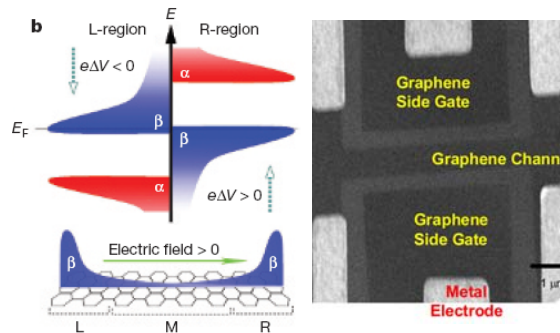 b
L-region
E
R-region
eΔV < 0
α
E_F
β
β
α
eΔV > 0
Electric field > 0
β
β
L
M
R
Graphene
Side Gate
Graphene Chann
Graphene
Side Gate
1 μm
Metal
Electrode